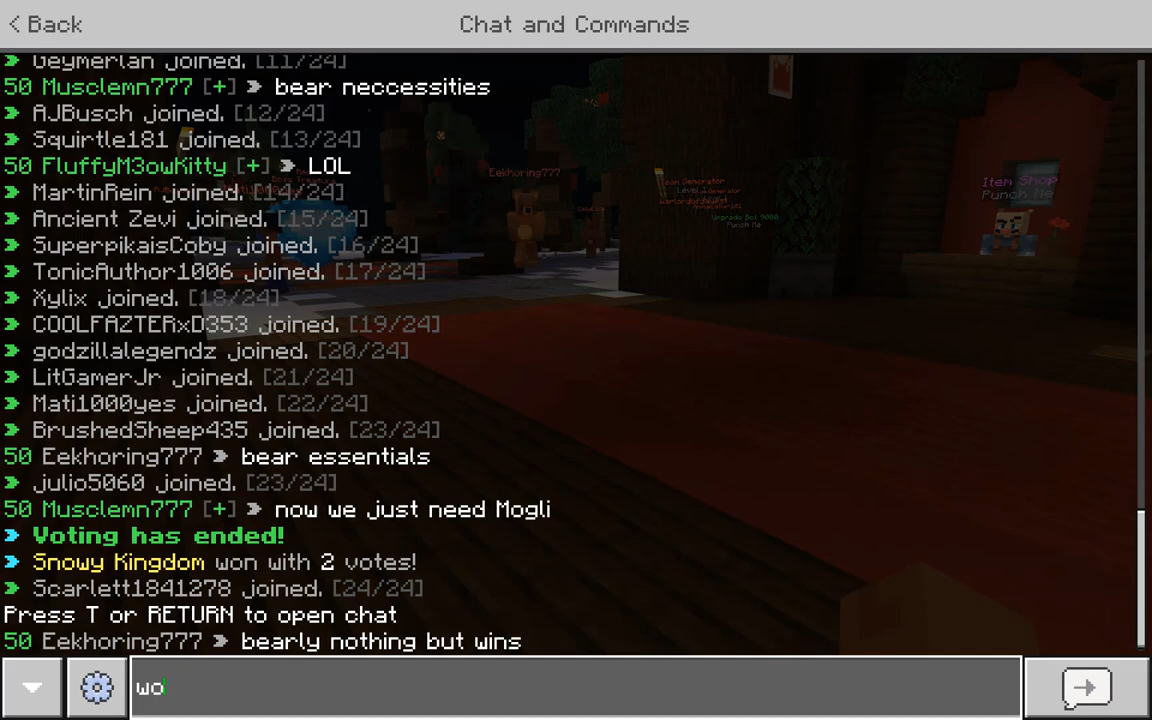 < Back
Chat and Commands
Geymerlan joined. [11/24]
50 Musclemn777 [+] bear neccessities
AJBusch joined. [12/24]
Squirtle181 joined. [13/24]
50 FluffyM3owKitty [+] LOL
MartinRein joined. [14/24]
Ancient Zevi joined. [15/24]
SuperpikaisCoby joined. [16/24]
TonicAuthor1006 joined. [17/24]
Xylix joined. [18/24]
COOLFAZTERxD353 joined. [19/24]
godzillalegendz joined. [20/24]
LitGamerJr joined. [21/24]
Mati1000yes joined. [22/24]
BrushedSheep435 joined. [23/24]
50 Eekhoring777 bear essentials
julio5060 joined. [23/24]
50 Musclemn777 [+] now we just need Mogli
Voting has ended!
Snowy Kingdom won with 2 votes!
Scarlett1841278 joined. [24/24]
Press T or RETURN to open chat
50 Eekhoring777 bearly nothing but wins
wo
Eekhoring777
Generator
Level
Punch Me
Item Shop
Punch Me